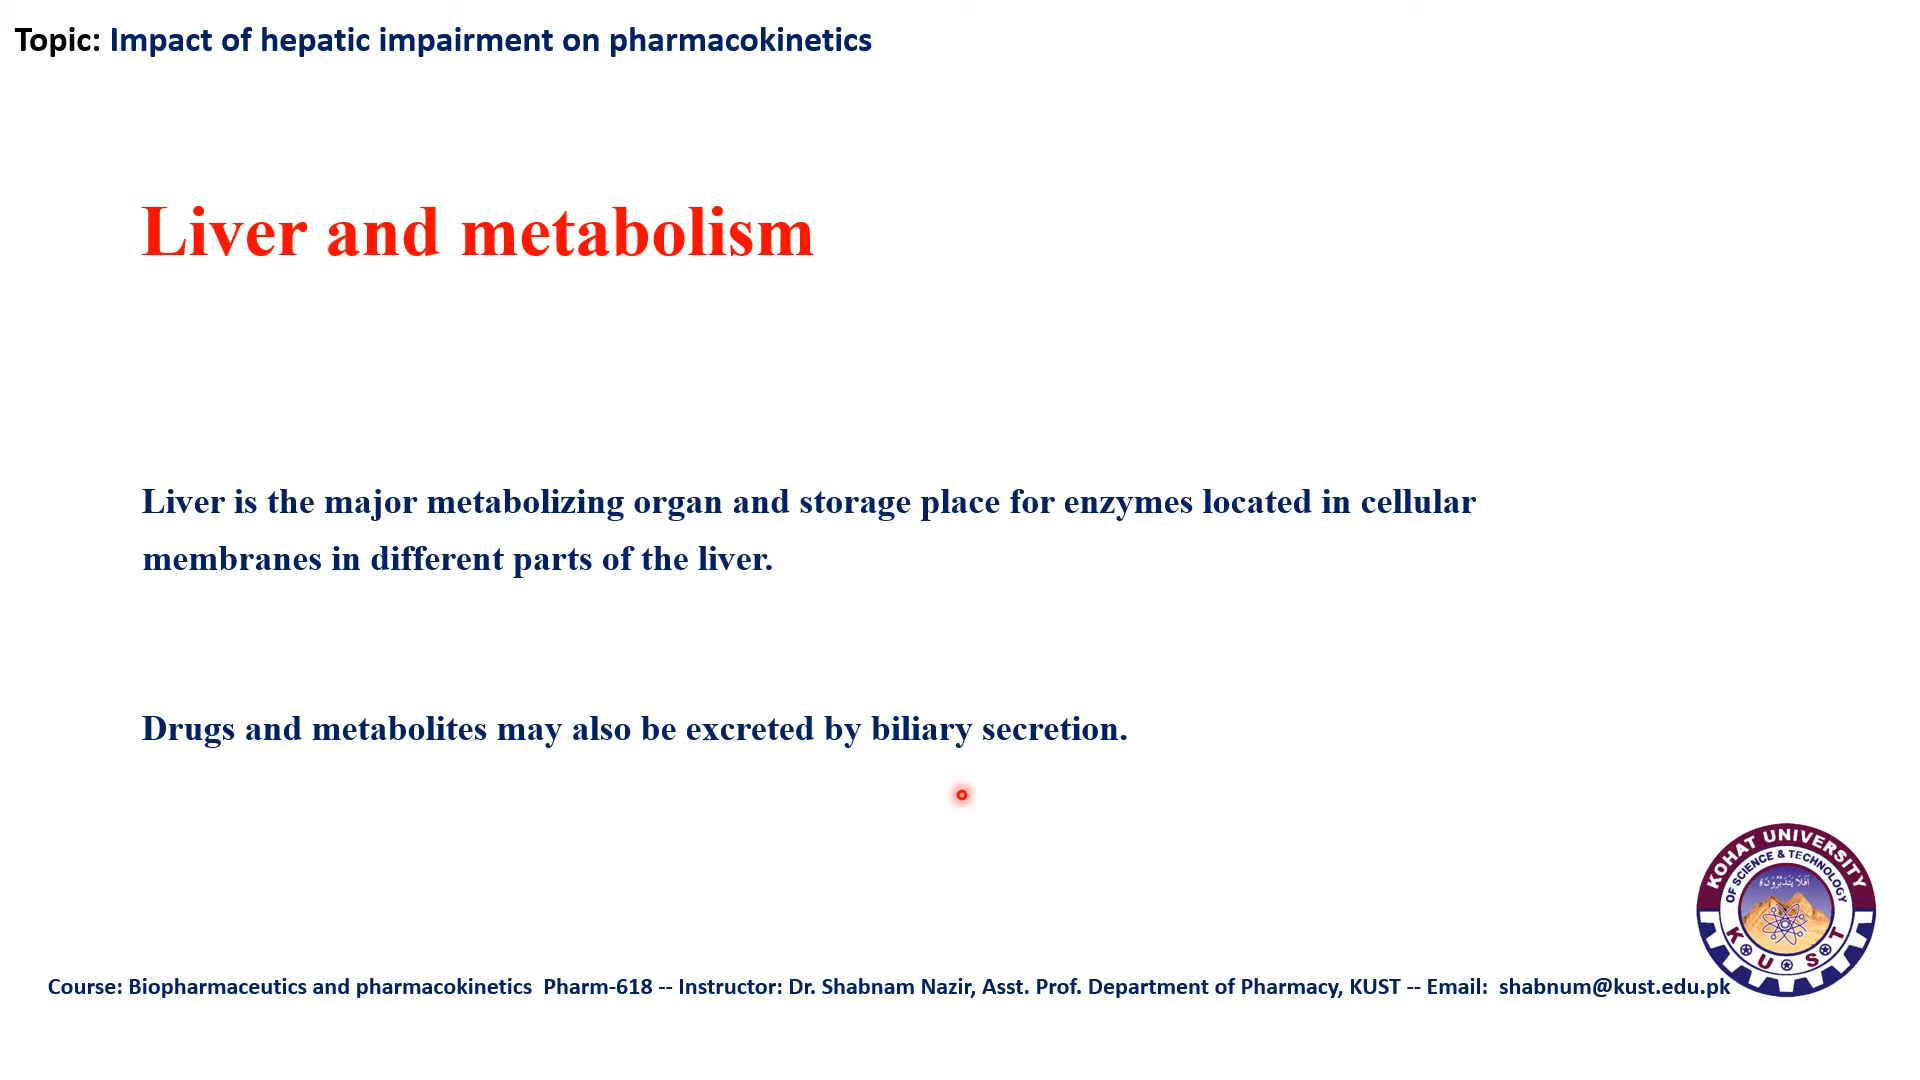 Topic: Impact of hepatic impairment on pharmacokinetics
Liver and metabolism
Liver is the major metabolizing organ and storage place for enzymes located in cellular
membranes in different parts of the liver.
Drugs and metabolites may also be excreted by biliary secretion.
KOHAT UNIVERSITY
OF SCIENCE & TECHNOLOGY
K U S T
Course: Biopharmaceutics and pharmacokinetics  Pharm-618 -- Instructor: Dr. Shabnam Nazir, Asst. Prof. Department of Pharmacy, KUST -- Email:  shabnum@kust.edu.pk